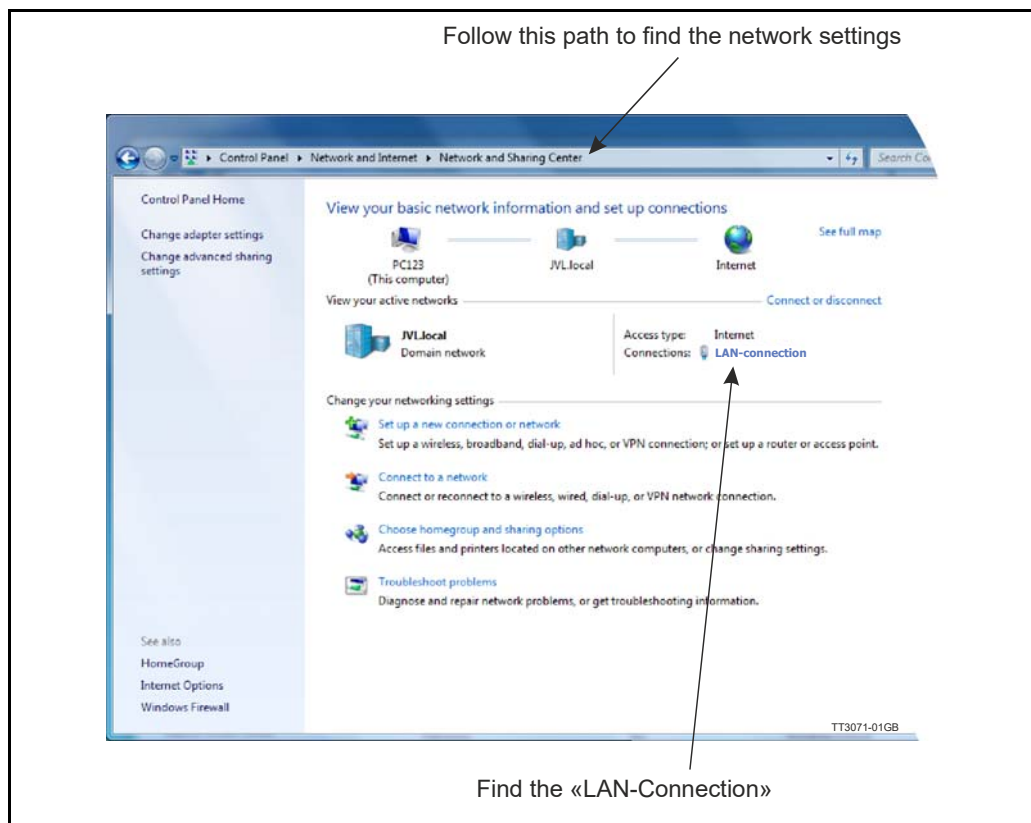 Follow this path to find the network settings
Control Panel ▸ Network and Internet ▸ Network and Sharing Center
Search
Control Panel Home
Change adapter settings
Change advanced sharing
settings
View your basic network information and set up connections
See full map
PC123
(This computer)
JVL.local
Internet
View your active networks
Connect or disconnect
JVL.local
Domain network
Access type: Internet
Connections: LAN-connection
Change your networking settings
Set up a new connection or network
Set up a wireless, broadband, dial-up, ad hoc, or VPN connection; or set up a router or access point.
Connect to a network
Connect or reconnect to a wireless, wired, dial-up, or VPN network connection.
Choose homegroup and sharing options
Access files and printers located on other network computers, or change sharing settings.
Troubleshoot problems
Diagnose and repair network problems, or get troubleshooting information.
See also
HomeGroup
Internet Options
Windows Firewall
TT3071-01GB
Find the «LAN-Connection»